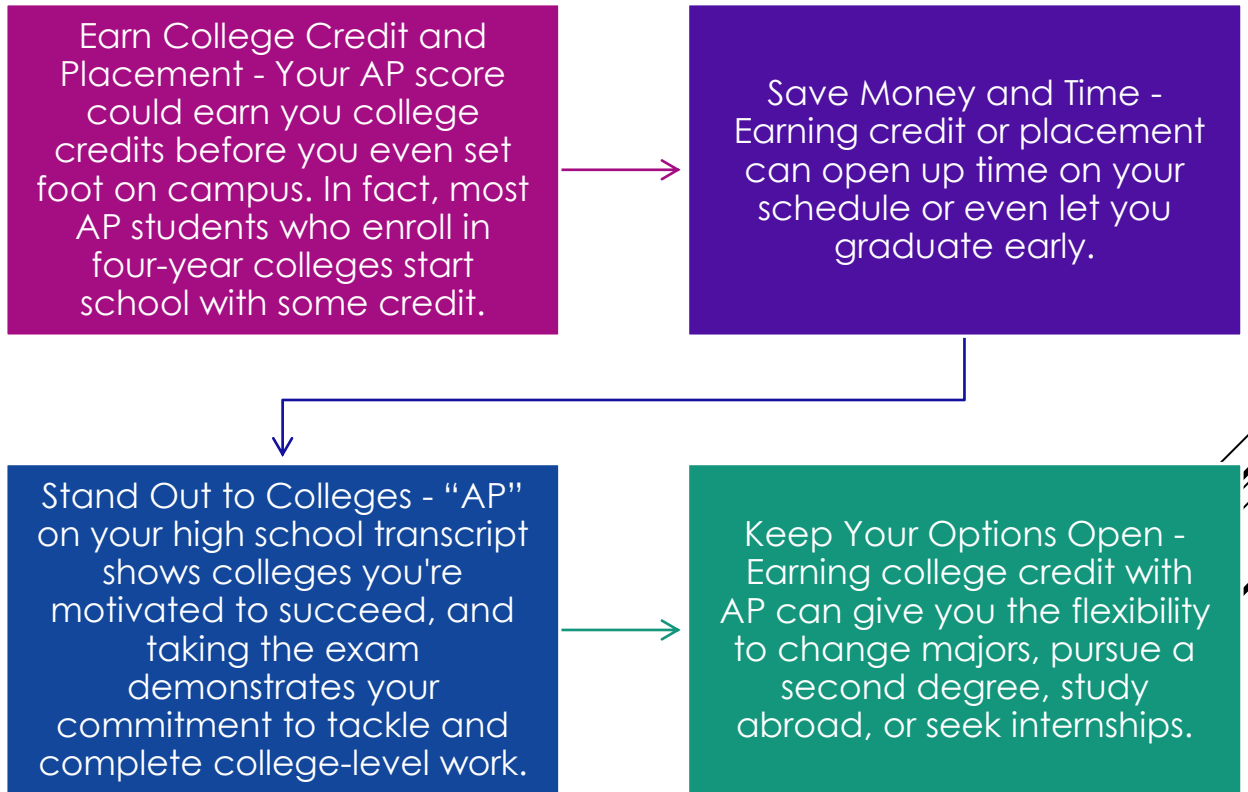 Earn College Credit and
Placement - Your AP score
could earn you college
credits before you even set
foot on campus. In fact, most
AP students who enroll in
four-year colleges start
school with some credit.
Save Money and Time -
Earning credit or placement
can open up time on your
schedule or even let you
graduate early.
Stand Out to Colleges - “AP”
on your high school transcript
shows colleges you're
motivated to succeed, and
taking the exam
demonstrates your
commitment to tackle and
complete college-level work.
Keep Your Options Open -
Earning college credit with
AP can give you the flexibility
to change majors, pursue a
second degree, study
abroad, or seek internships.